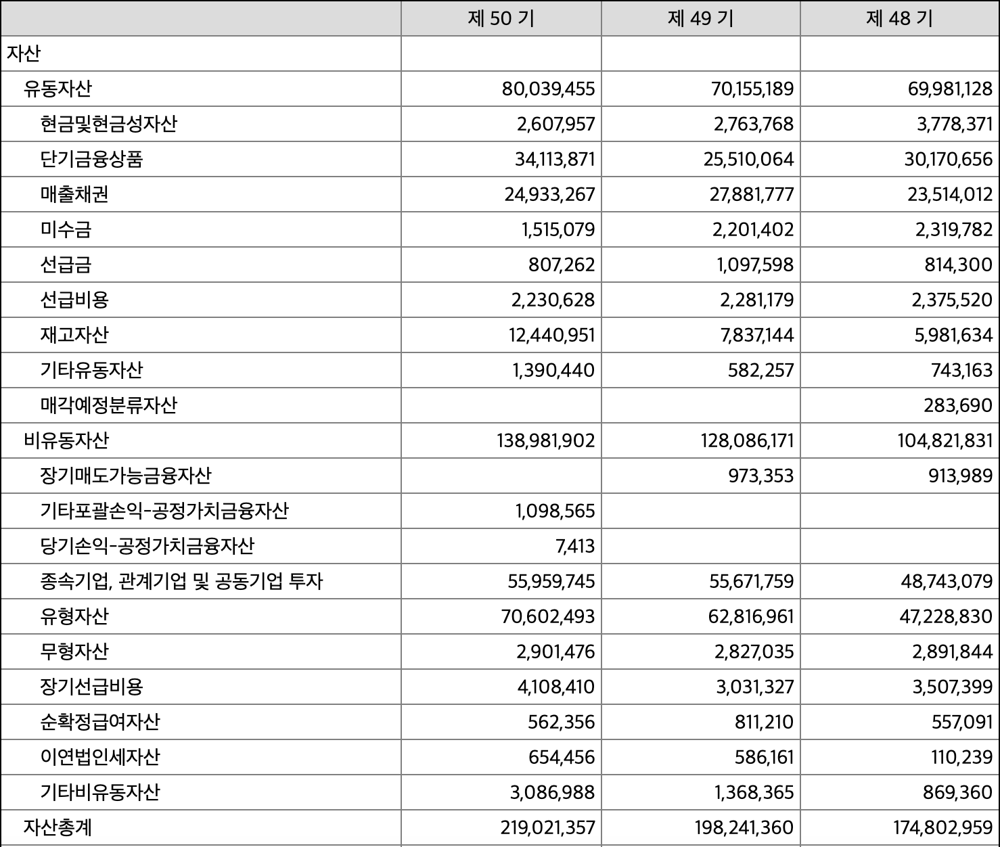 제 50 기 제 49 기 제 48 기
자산
유동자산 80,039,455 70,155,189 69,981,128
현금및현금성자산 2,607,957 2,763,768 3,778,371
단기금융상품 34,113,871 25,510,064 30,170,656
매출채권 24,933,267 27,881,777 23,514,012
미수금 1,515,079 2,201,402 2,319,782
선급금 807,262 1,097,598 814,300
선급비용 2,230,628 2,281,179 2,375,520
재고자산 12,440,951 7,837,144 5,981,634
기타유동자산 1,390,440 582,257 743,163
매각예정분류자산 283,690
비유동자산 138,981,902 128,086,171 104,821,831
장기매도가능금융자산 973,353 913,989
기타포괄손익-공정가치금융자산 1,098,565
당기손익-공정가치금융자산 7,413
종속기업, 관계기업 및 공동기업 투자 55,959,745 55,671,759 48,743,079
유형자산 70,602,493 62,816,961 47,228,830
무형자산 2,901,476 2,827,035 2,891,844
장기선급비용 4,108,410 3,031,327 3,507,399
순확정급여자산 562,356 811,210 557,091
이연법인세자산 654,456 586,161 110,239
기타비유동자산 3,086,988 1,368,365 869,360
자산총계 219,021,357 198,241,360 174,802,959